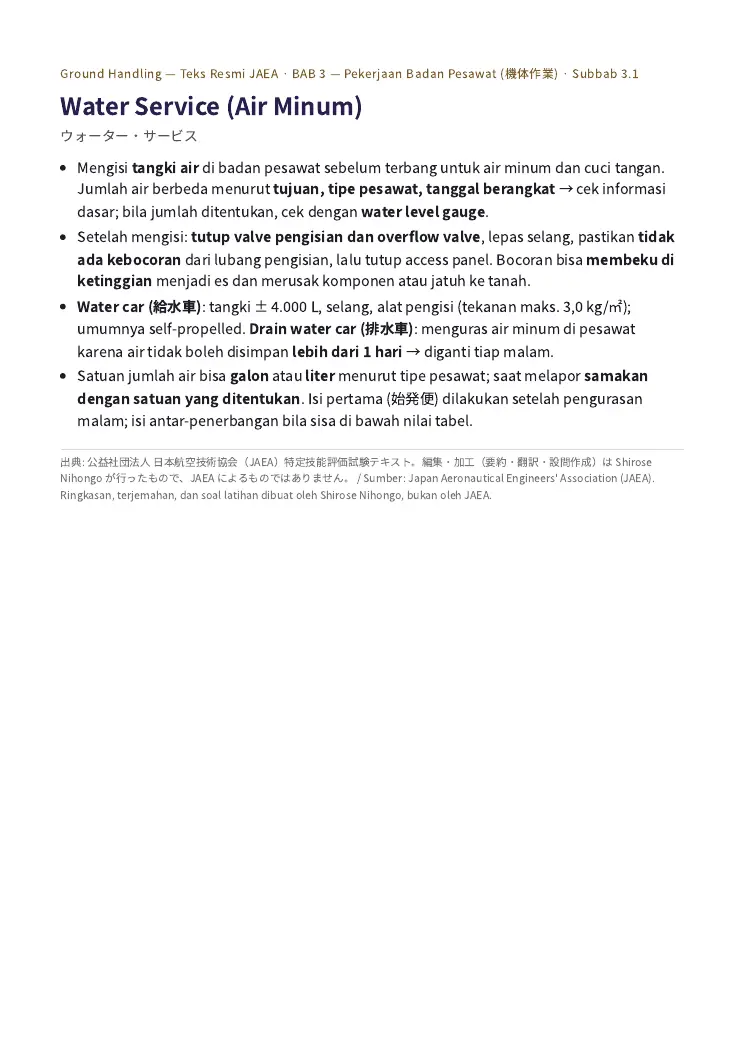 Ground Handling — Teks Resmi JAEA · BAB 3 — Pekerjaan Badan Pesawat (機体作業) · Subbab 3.1
Water Service (Air Minum)
ウォーター・サービス
• Mengisi tangki air di badan pesawat sebelum terbang untuk air minum dan cuci tangan.
Jumlah air berbeda menurut tujuan, tipe pesawat, tanggal berangkat → cek informasi
dasar; bila jumlah ditentukan, cek dengan water level gauge.
• Setelah mengisi: tutup valve pengisian dan overflow valve, lepas selang, pastikan tidak
ada kebocoran dari lubang pengisian, lalu tutup access panel. Bocoran bisa membeku di
ketinggian menjadi es dan merusak komponen atau jatuh ke tanah.
• Water car (給水車): tangki ± 4.000 L, selang, alat pengisi (tekanan maks. 3,0 kg/㎡);
umumnya self-propelled. Drain water car (排水車): menguras air minum di pesawat
karena air tidak boleh disimpan lebih dari 1 hari → diganti tiap malam.
• Satuan jumlah air bisa galon atau liter menurut tipe pesawat; saat melapor samakan
dengan satuan yang ditentukan. Isi pertama (始発便) dilakukan setelah pengurasan
malam; isi antar-penerbangan bila sisa di bawah nilai tabel.
出典: 公益社団法人 日本航空技術協会（JAEA）特定技能評価試験テキスト。編集・加工（要約・翻訳・設問作成）は Shirose
Nihongo が行ったもので、JAEA によるものではありません。 / Sumber: Japan Aeronautical Engineers' Association (JAEA).
Ringkasan, terjemahan, dan soal latihan dibuat oleh Shirose Nihongo, bukan oleh JAEA.